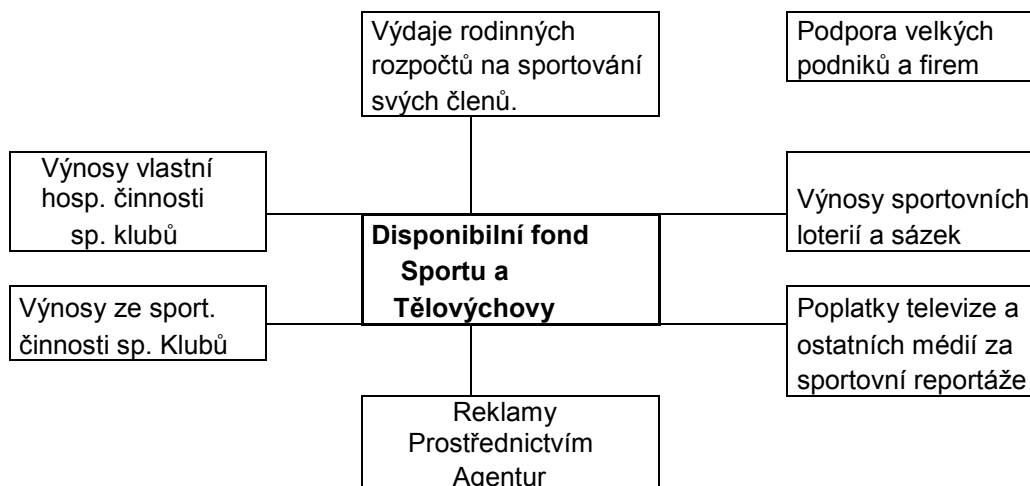 Výdaje rodinných
rozpočtů na sportování
svých členů.
Podpora velkých
podniků a firem
Výnosy vlastní
hosp. činnosti
sp. klubů
Výnosy sportovních
loterií a sázek
Disponibilní fond
Sportu a
Tělovýchovy
Výnosy ze sport.
činnosti sp. Klubů
Poplatky televize a
ostatních médií za
sportovní reportáže
Reklamy
Prostřednictvím
Agentur